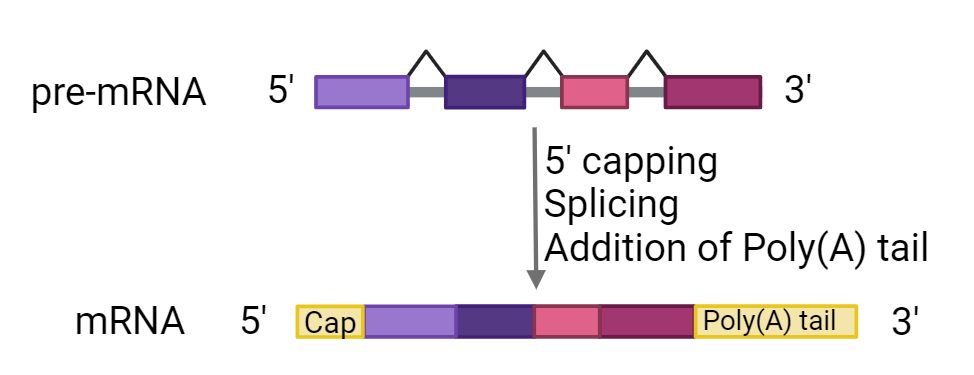 pre-mRNA 5' 3'
5' capping
Splicing
Addition of Poly(A) tail
mRNA 5' Cap Poly(A) tail 3'